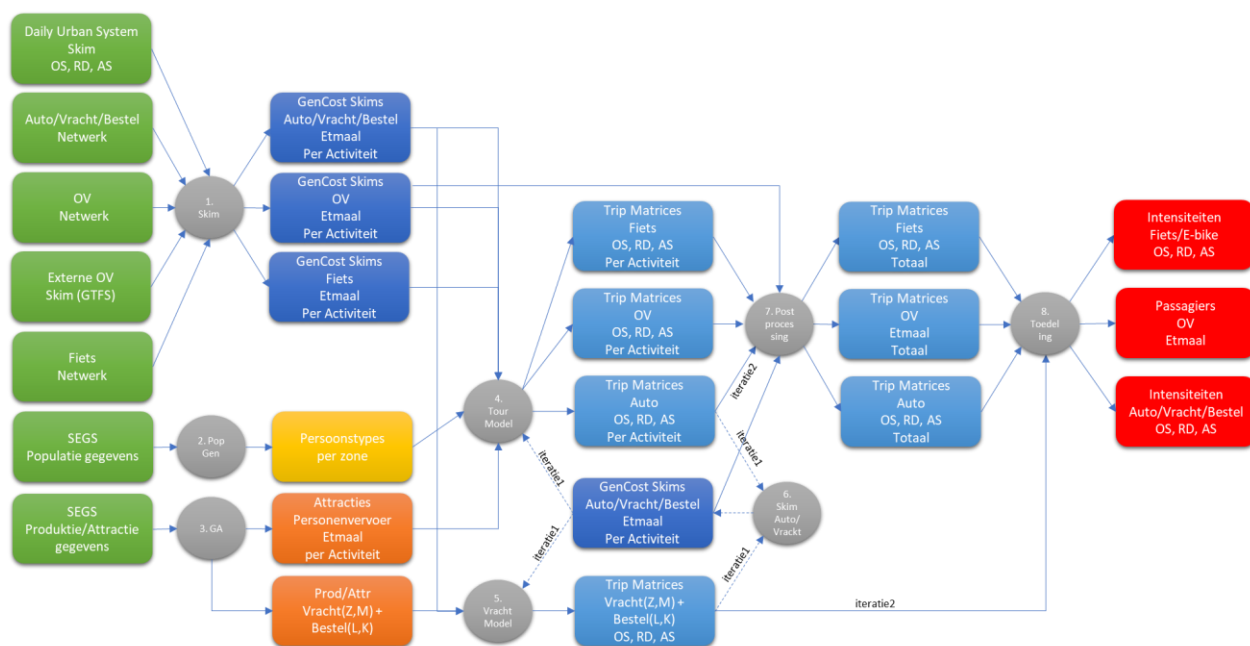 Daily Urban System
Skim
OS, RD, AS
Auto/Vracht/Bestel
Netwerk
OV
Netwerk
Externe OV
Skim (GTFS)
Fiets
Netwerk
SEGS
Populatie gegevens
SEGS
Produktie/Attractie
gegevens
1.
Skim
2. Pop
Gen
3. GA
GenCost Skims
Auto/Vracht/Bestel
Etmaal
Per Activiteit
GenCost Skims
OV
Etmaal
Per Activiteit
GenCost Skims
Fiets
Etmaal
Per Activiteit
Persoonstypes
per zone
Attracties
Personenvervoer
Etmaal
per Activiteit
Prod/Attr
Vracht(Z,M) +
Bestel(L,K)
4.
Tour
Model
iteratie1
iteratie1
5.
Vracht
Model
Trip Matrices
Fiets
OS, RD, AS
Per Activiteit
Trip Matrices
OV
OS, RD, AS
Per Activiteit
Trip Matrices
Auto
OS, RD, AS
Per Activiteit
GenCost Skims
Auto/Vracht/Bestel
Etmaal
Per Activiteit
Trip Matrices
Vracht(Z,M) +
Bestel(L,K)
OS, RD, AS
iteratie2
iteratie1
iteratie1
7. Post
proces
sing
6.
Skim
Auto/
Vrackt
Trip Matrices
Fiets
OS, RD, AS
Totaal
Trip Matrices
OV
Etmaal
Totaal
Trip Matrices
Auto
OS, RD, AS
Totaal
iteratie2
8.
Toedel
ing
Intensiteiten
Fiets/E-bike
OS, RD, AS
Passagiers
OV
Etmaal
Intensiteiten
Auto/Vracht/Bestel
OS, RD, AS